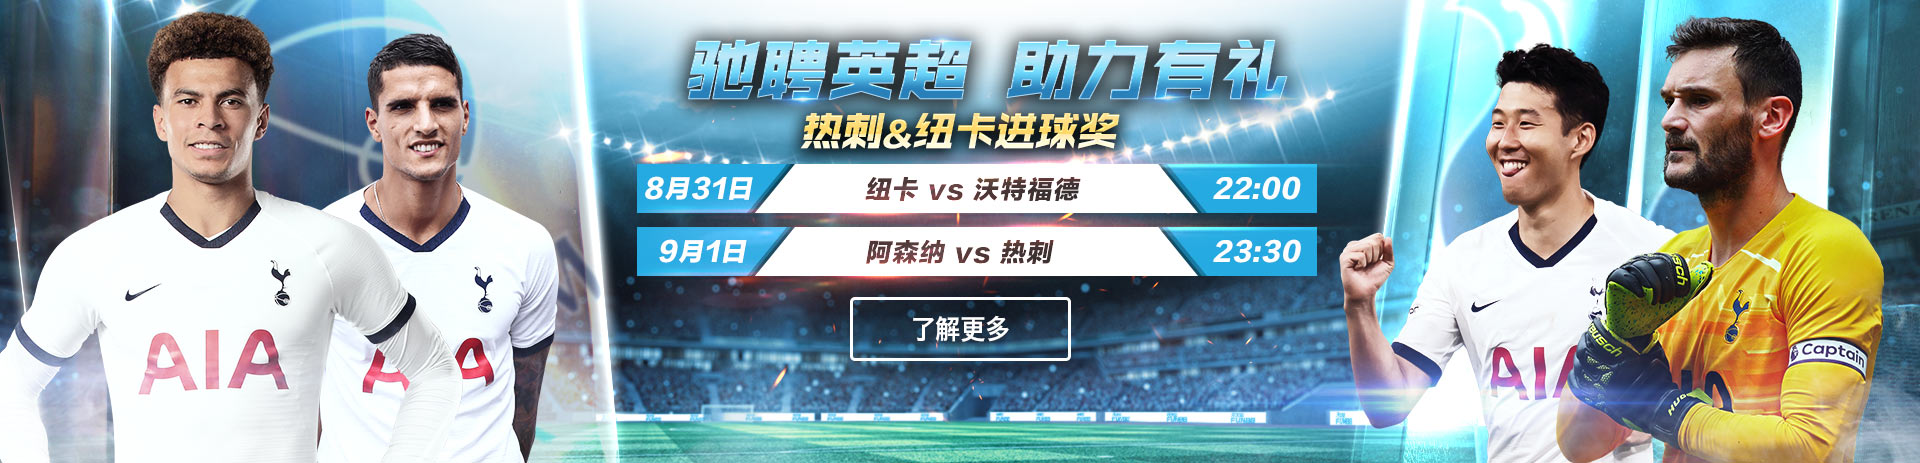 驰聘英超 助力有礼
热刺&纽卡进球奖
8月31日 纽卡 vs 沃特福德 22:00
9月1日 阿森纳 vs 热刺 23:30
了解更多
AIA
AIA
AIA
Captain